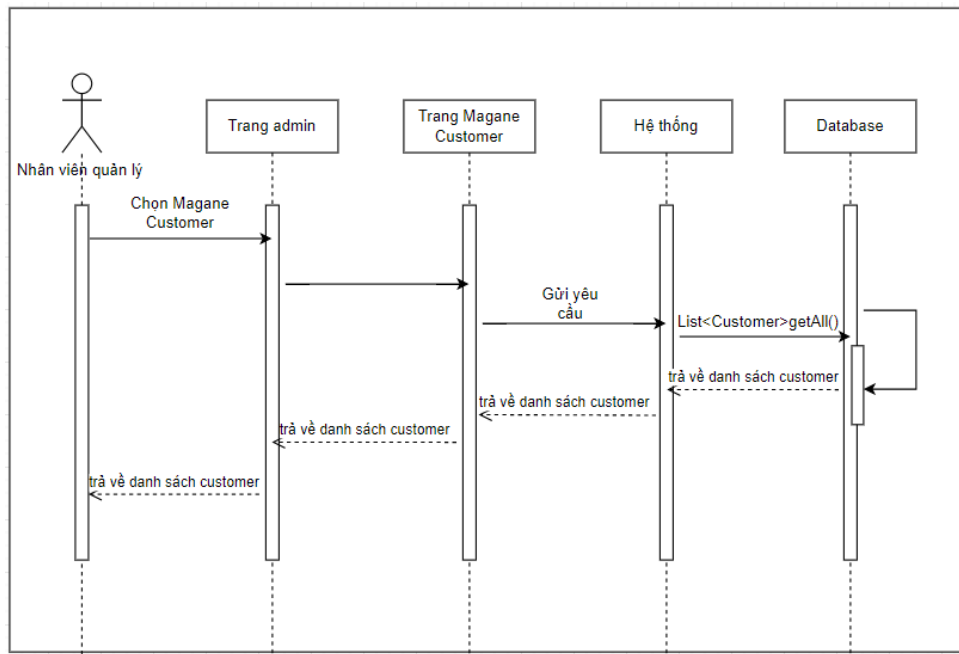 Trang admin
Trang Magane
Customer
Hệ thống
Database
Nhân viên quản lý
Chọn Magane
Customer
Gửi yêu
cầu
List<Customer>getAll()
trả về danh sách customer
trả về danh sách customer
trả về danh sách customer
trả về danh sách customer